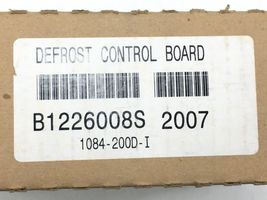 DEFROST CONTROL BOARD
B1226008S 2007
1084-200D-I